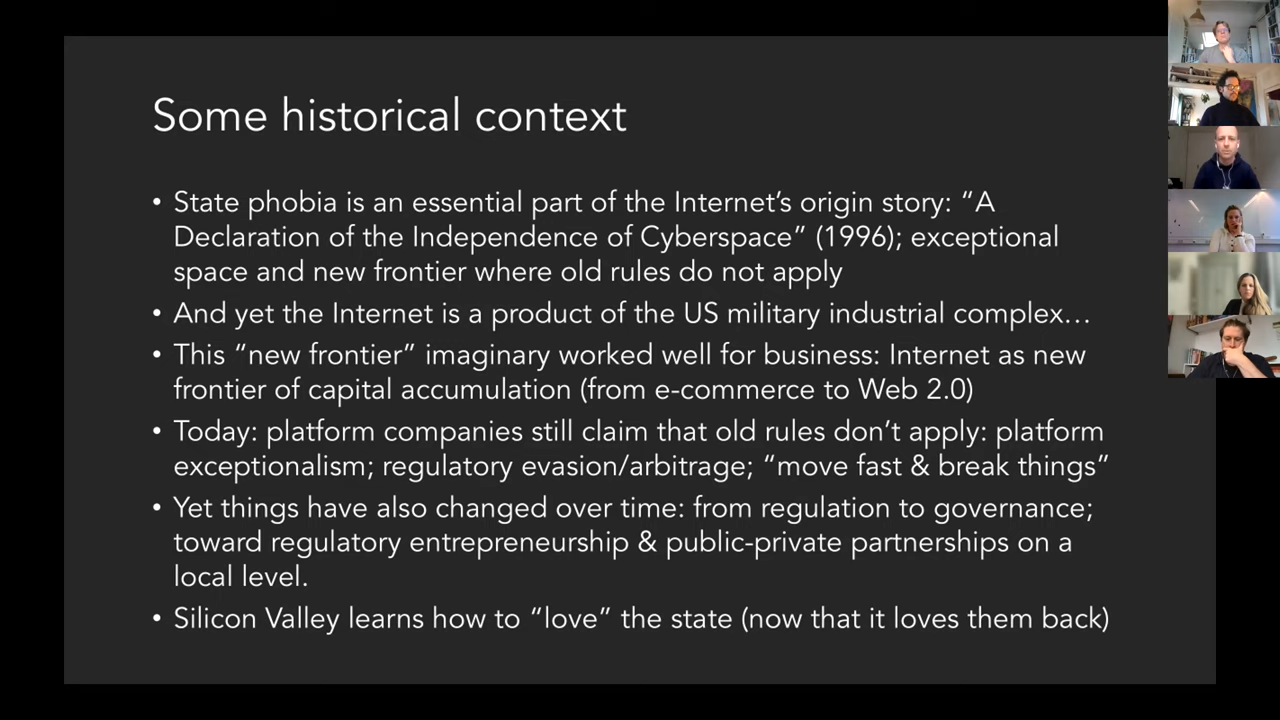 Some historical context
• State phobia is an essential part of the Internet’s origin story: “A
Declaration of the Independence of Cyberspace” (1996); exceptional
space and new frontier where old rules do not apply
• And yet the Internet is a product of the US military industrial complex…
• This “new frontier” imaginary worked well for business: Internet as new
frontier of capital accumulation (from e-commerce to Web 2.0)
• Today: platform companies still claim that old rules don’t apply: platform
exceptionalism; regulatory evasion/arbitrage; “move fast & break things”
• Yet things have also changed over time: from regulation to governance;
toward regulatory entrepreneurship & public-private partnerships on a
local level.
• Silicon Valley learns how to “love” the state (now that it loves them back)